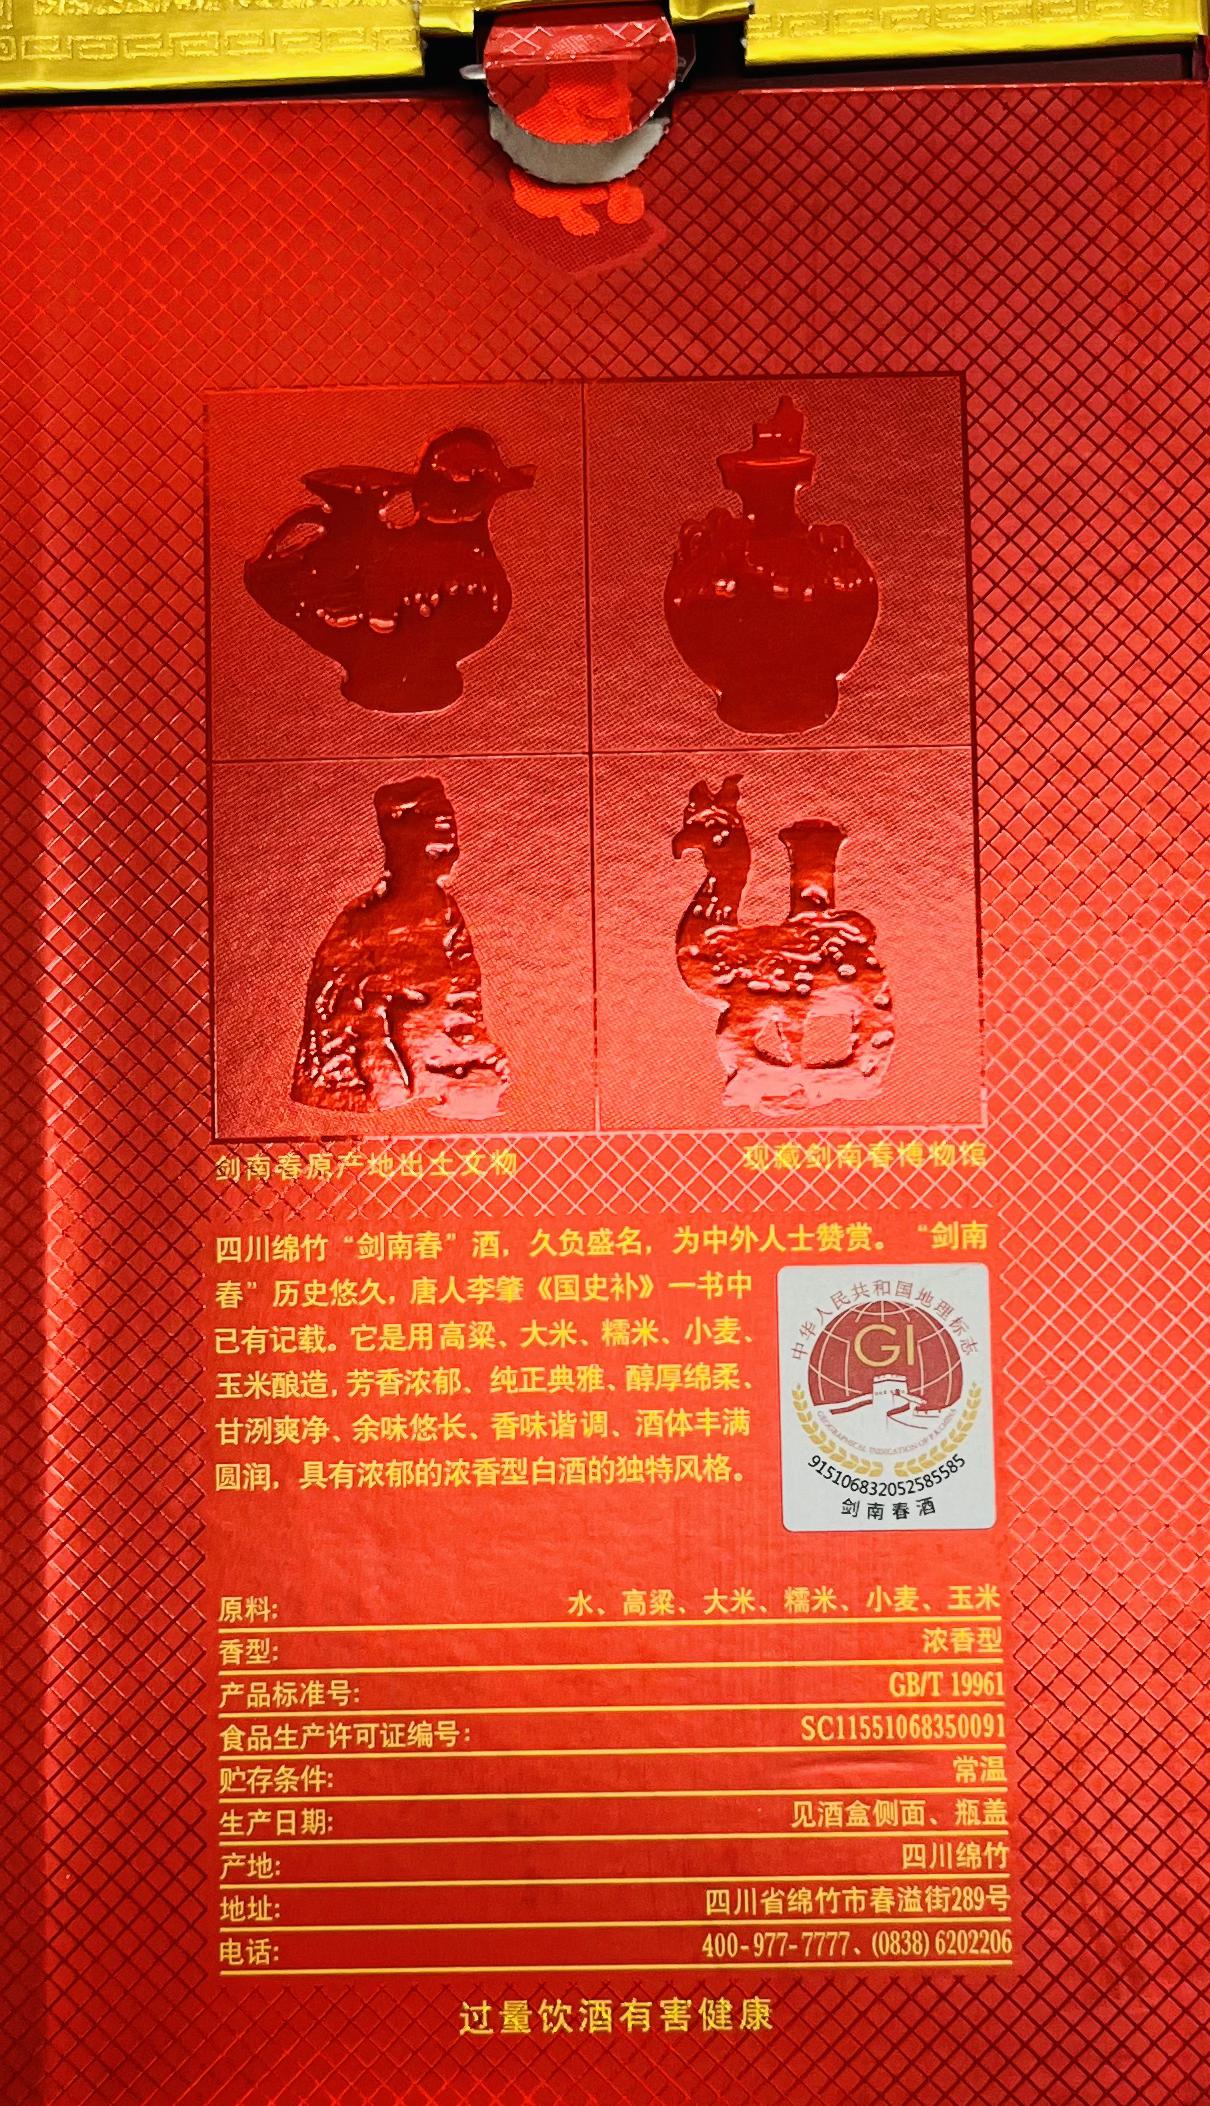 剑南春原产地出土文物 现藏剑南春博物馆
四川绵竹“剑南春”酒，久负盛名，为中外人士赞赏。“剑南
春”历史悠久，唐人李肇《国史补》一书中
已有记载。它是用高粱、大米、糯米、小麦、
玉米酿造，芳香浓郁、纯正典雅、醇厚绵柔、
甘洌爽净、余味悠长、香味谐调、酒体丰满
圆润，具有浓郁的浓香型白酒的独特风格。
中华人民共和国地理标志
GI
GEOGRAPHICAL INDICATION OF P.R.CHINA
915106832052585585
剑南春酒
原料: 水、高粱、大米、糯米、小麦、玉米
香型: 浓香型
产品标准号: GB/T 19961
食品生产许可证编号: SC11551068350091
贮存条件: 常温
生产日期: 见酒盒侧面、瓶盖
产地: 四川绵竹
地址: 四川省绵竹市春溢街289号
电话: 400-977-7777、(0838) 6202206
过量饮酒有害健康